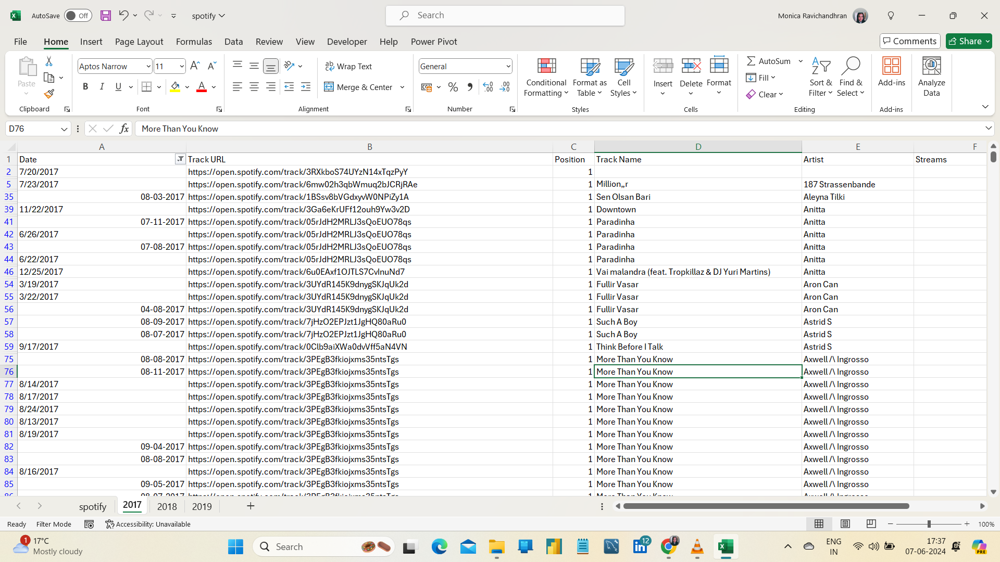 AutoSave Off spotify Search Monica Ravichandran
File Home Insert Page Layout Formulas Data Review View Developer Help Power Pivot Comments Share
Paste Aptos Narrow 11 B I U A Wrap Text Merge & Center General Conditional Formatting Format as Table Cell Styles Insert Delete Format AutoSum Fill Clear Sort & Filter Find & Select Add-ins Analyze Data
Clipboard Font Alignment Number Styles Cells Editing Add-ins
D76 fx More Than You Know
A B C D E F
1 Date Track URL Position Track Name Artist Streams
2 7/20/2017 https://open.spotify.com/track/3RXkboS74UYzN14xTqzPyY 1
5 7/23/2017 https://open.spotify.com/track/6mw02h3qbWmuq2bJCRjRAe 1 Million„r 187 Strassenbande
35 08-03-2017 https://open.spotify.com/track/1BSsv8bVGdxyvW0NPiZy1A 1 Sen Olsan Bari Aleyna Tilki
39 11/22/2017 https://open.spotify.com/track/3Ga6eKrUFf12ouh9Yw3v2D 1 Downtown Anitta
41 07-11-2017 https://open.spotify.com/track/05rJdH2MRLJ3sQoEUO78qs 1 Paradinha Anitta
42 6/26/2017 https://open.spotify.com/track/05rJdH2MRLJ3sQoEUO78qs 1 Paradinha Anitta
43 07-08-2017 https://open.spotify.com/track/05rJdH2MRLJ3sQoEUO78qs 1 Paradinha Anitta
44 6/22/2017 https://open.spotify.com/track/05rJdH2MRLJ3sQoEUO78qs 1 Paradinha Anitta
46 12/25/2017 https://open.spotify.com/track/6u0EAxf1OJTLS7CvInuNd7 1 Vai malandra (feat. Tropkillaz & DJ Yuri Martins) Anitta
54 3/19/2017 https://open.spotify.com/track/3UYdR145K9dnygSKJqUk2d 1 Fullir Vasar Aron Can
55 3/22/2017 https://open.spotify.com/track/3UYdR145K9dnygSKJqUk2d 1 Fullir Vasar Aron Can
56 04-08-2017 https://open.spotify.com/track/3UYdR145K9dnygSKJqUk2d 1 Fullir Vasar Aron Can
57 08-09-2017 https://open.spotify.com/track/7jHzO2EPJzt1JgHQ80aRu0 1 Such A Boy Astrid S
58 08-07-2017 https://open.spotify.com/track/7jHzO2EPJzt1JgHQ80aRu0 1 Such A Boy Astrid S
59 9/17/2017 https://open.spotify.com/track/0Clb9aiXWa0dvVff5aN4VN 1 Think Before I Talk Astrid S
75 08-08-2017 https://open.spotify.com/track/3PEgB3fkiojxms35ntsTgs 1 More Than You Know Axwell /\ Ingrosso
76 08-11-2017 https://open.spotify.com/track/3PEgB3fkiojxms35ntsTgs 1 More Than You Know Axwell /\ Ingrosso
77 8/14/2017 https://open.spotify.com/track/3PEgB3fkiojxms35ntsTgs 1 More Than You Know Axwell /\ Ingrosso
78 8/17/2017 https://open.spotify.com/track/3PEgB3fkiojxms35ntsTgs 1 More Than You Know Axwell /\ Ingrosso
79 8/24/2017 https://open.spotify.com/track/3PEgB3fkiojxms35ntsTgs 1 More Than You Know Axwell /\ Ingrosso
80 8/13/2017 https://open.spotify.com/track/3PEgB3fkiojxms35ntsTgs 1 More Than You Know Axwell /\ Ingrosso
81 8/19/2017 https://open.spotify.com/track/3PEgB3fkiojxms35ntsTgs 1 More Than You Know Axwell /\ Ingrosso
82 09-04-2017 https://open.spotify.com/track/3PEgB3fkiojxms35ntsTgs 1 More Than You Know Axwell /\ Ingrosso
83 08-08-2017 https://open.spotify.com/track/3PEgB3fkiojxms35ntsTgs 1 More Than You Know Axwell /\ Ingrosso
84 8/16/2017 https://open.spotify.com/track/3PEgB3fkiojxms35ntsTgs 1 More Than You Know Axwell /\ Ingrosso
85 09-05-2017 https://open.spotify.com/track/3PEgB3fkiojxms35ntsTgs 1 More Than You Know Axwell /\ Ingrosso
spotify 2017 2018 2019
Ready Filter Mode Accessibility: Unavailable 100%
1 17°C Mostly cloudy Search 12 ENG IN 17:37 07-06-2024 PRE